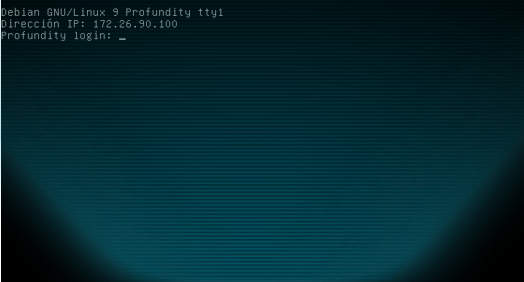 Debian GNU/Linux 9 Profundity tty1
Dirección IP: 172.26.90.100
Profundity login: _